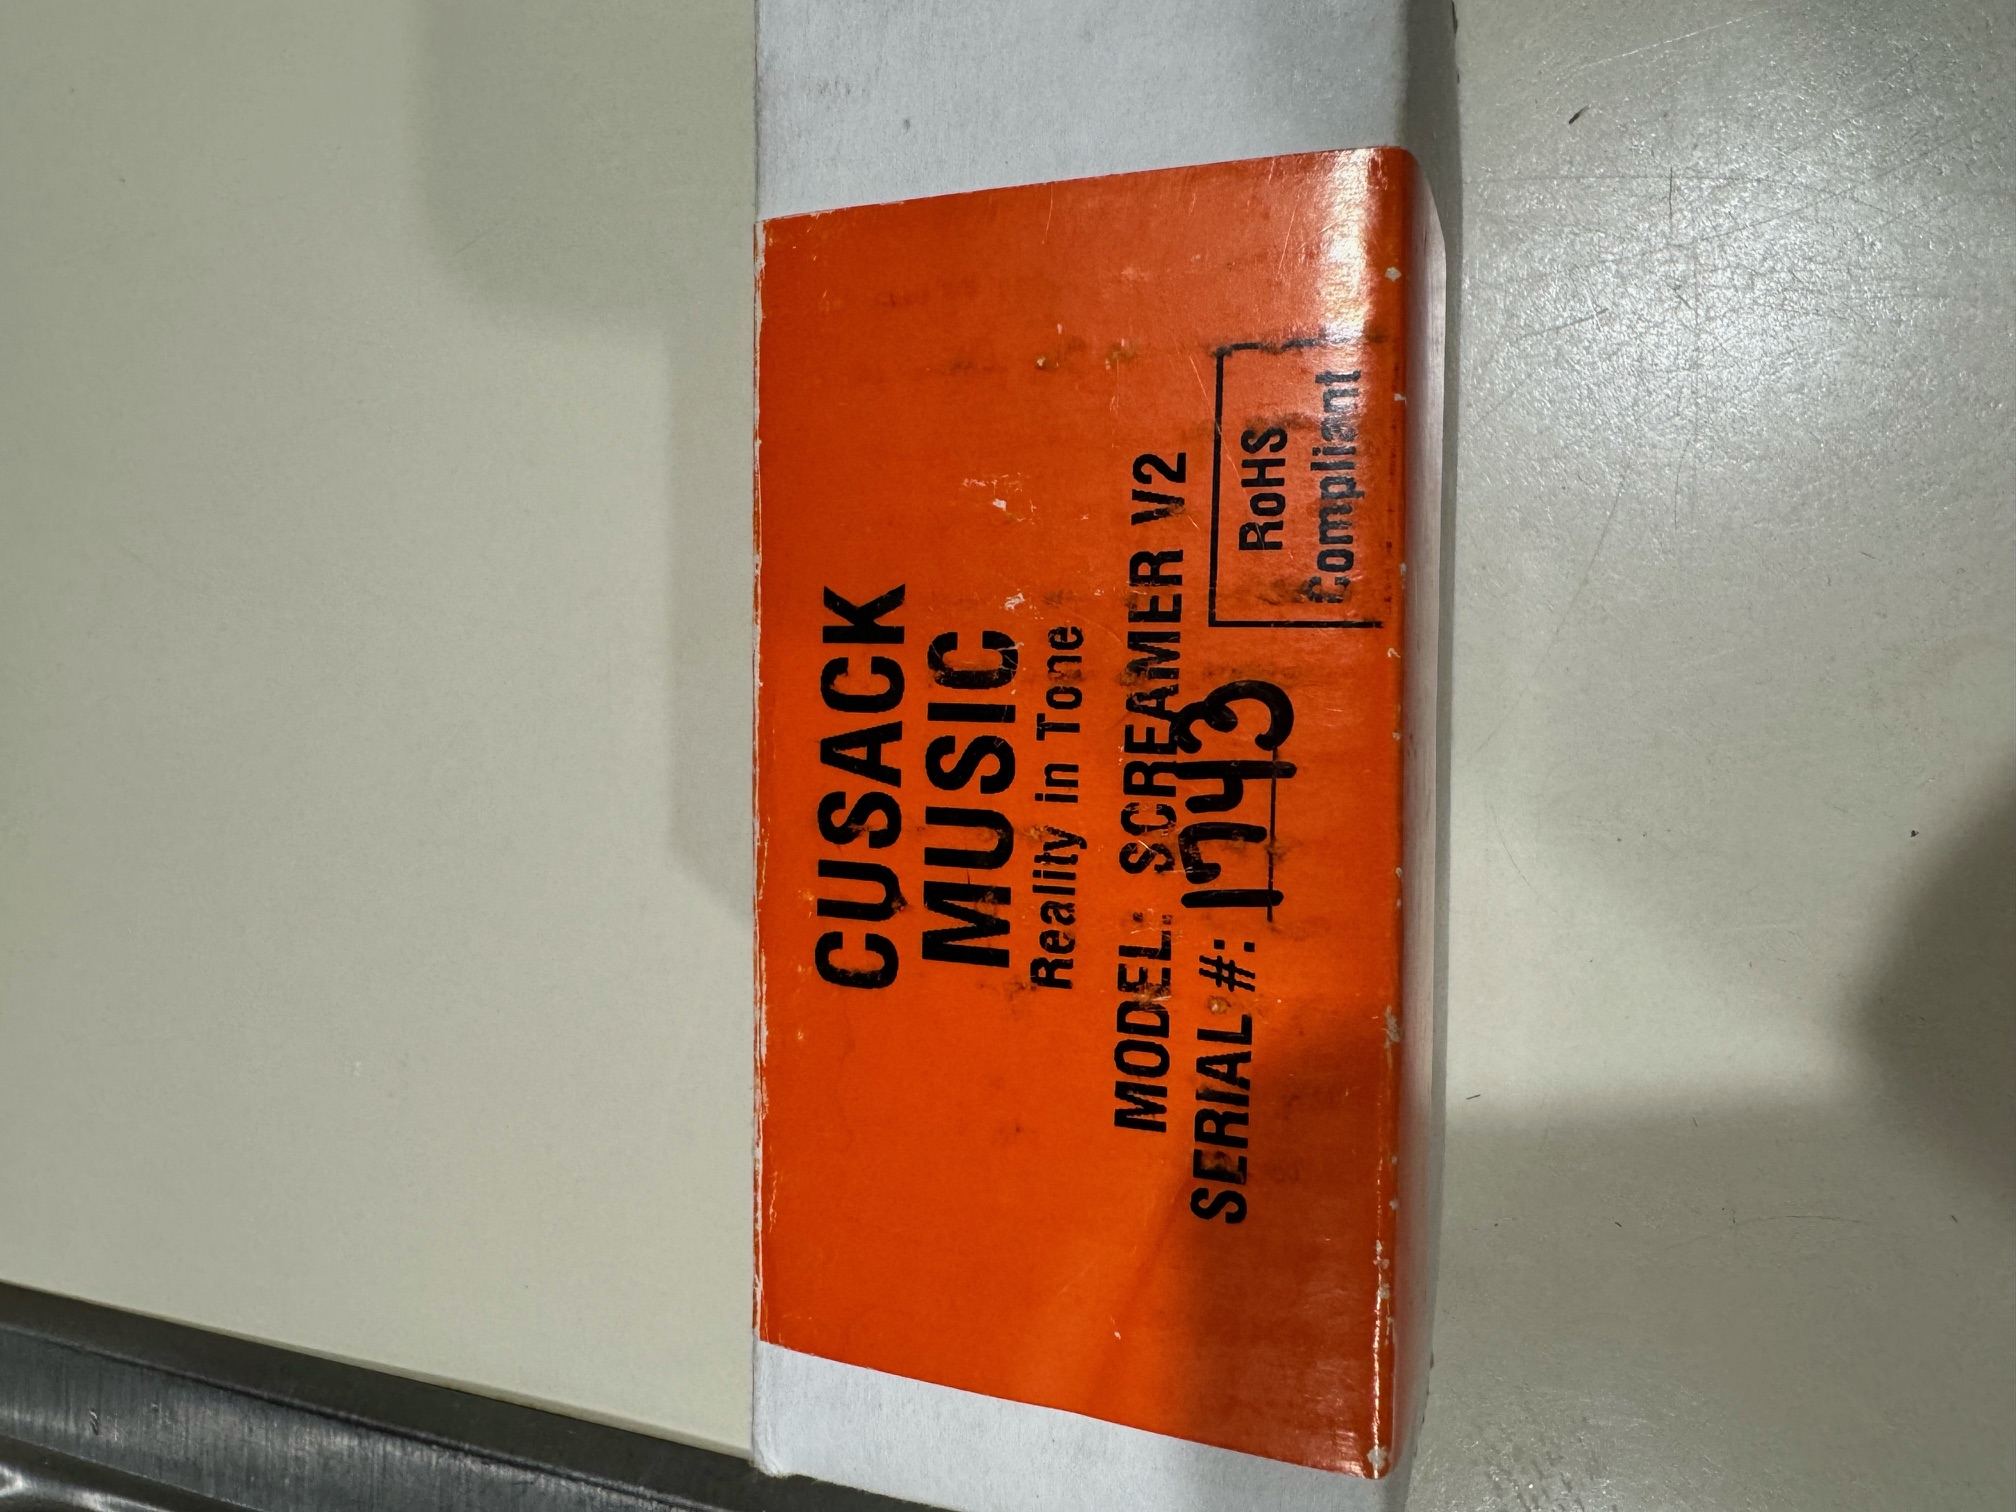 CUSACK
MUSIC
Reality in Tone
MODEL: SCREAMER V2
SERIAL #: 1743
RoHS
Compliant